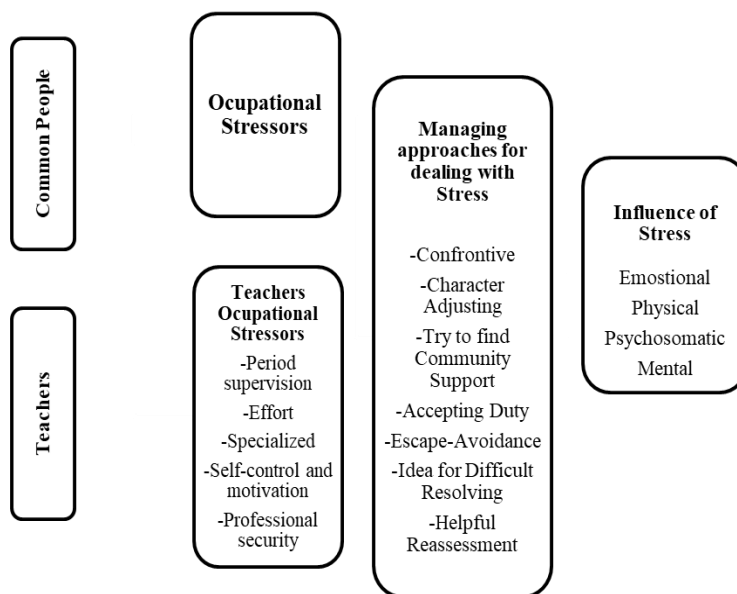 Common People
Ocupational
Stressors
Teachers
Teachers
Ocupational
Stressors
-Period
supervision
-Effort
-Specialized
-Self-control and
motivation
-Professional
security
Managing
approaches for
dealing with
Stress
-Confrontive
-Character
Adjusting
-Try to find
Community
Support
-Accepting Duty
-Escape-Avoidance
-Idea for Difficult
Resolving
-Helpful
Reassessment
Influence of
Stress
Emostional
Physical
Psychosomatic
Mental